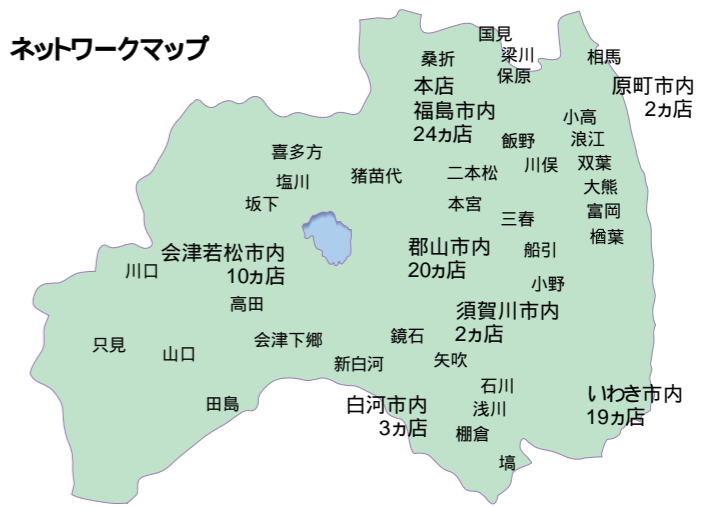 ネットワークマップ
国見
梁川
桑折
保原
相馬
本店
福島市内
24ヵ店
原町市内
2ヵ店
小高
飯野
浪江
喜多方
川俣
双葉
塩川
猪苗代
二本松
大熊
坂下
本宮
三春
富岡
楢葉
会津若松市内
10ヵ店
郡山市内
20ヵ店
船引
川口
小野
高田
須賀川市内
2ヵ店
只見
山口
会津下郷
鏡石
新白河
矢吹
田島
白河市内
3ヵ店
石川
浅川
いわき市内
19ヵ店
棚倉
塙